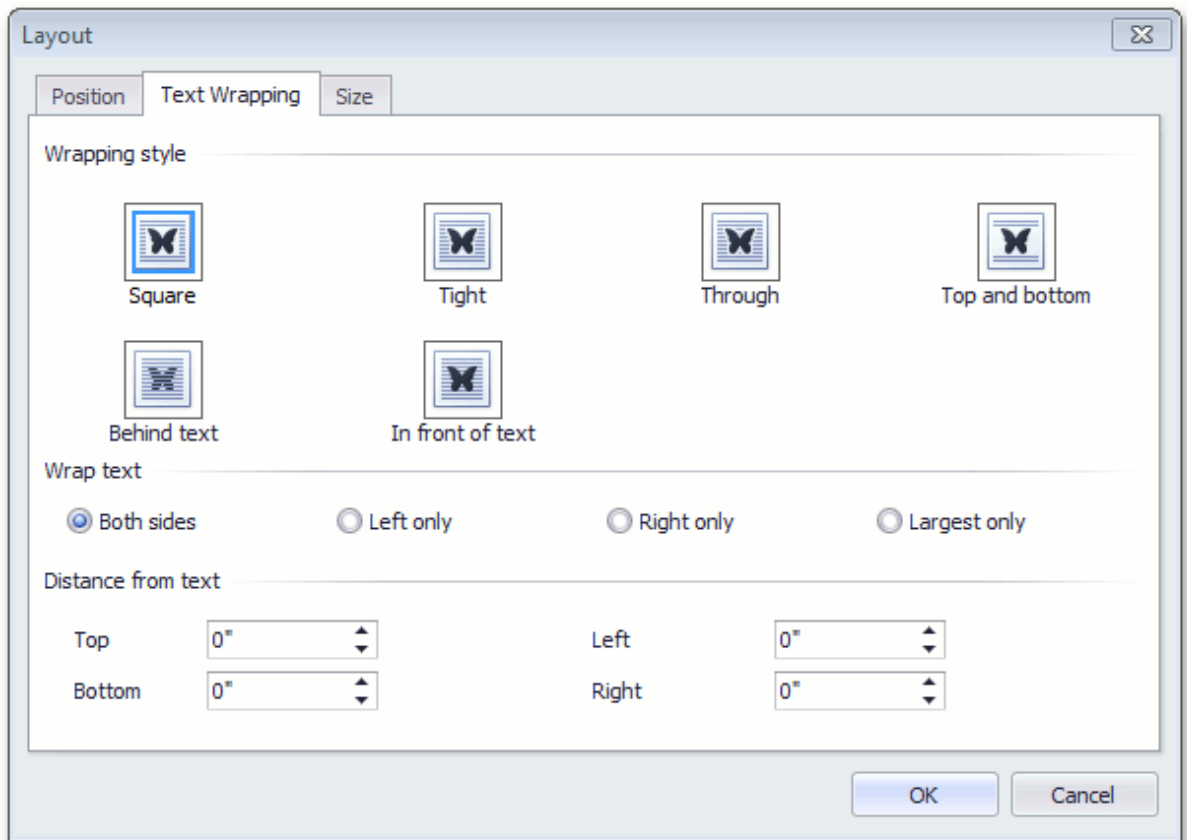 Layout
Position Text Wrapping Size
Wrapping style
Square Tight Through Top and bottom
Behind text In front of text
Wrap text
Both sides Left only Right only Largest only
Distance from text
Top 0" Left 0"
Bottom 0" Right 0"
OK Cancel